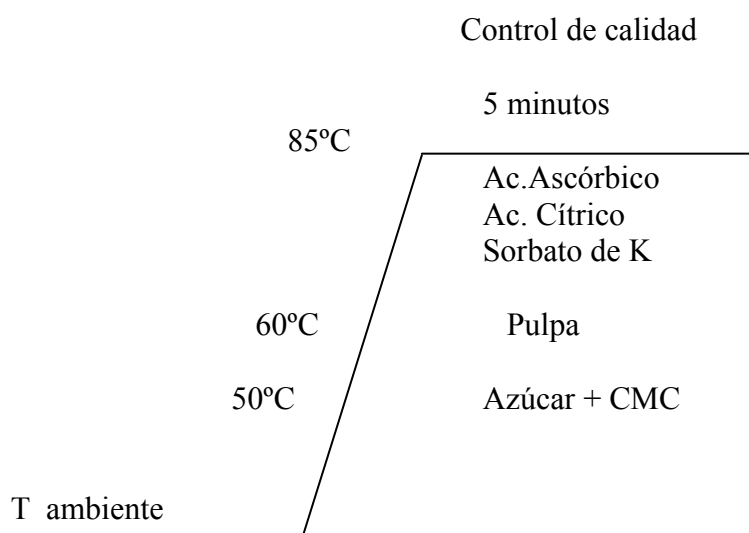 Control de calidad
5 minutos
85ºC
Ac.Ascórbico
Ac. Cítrico
Sorbato de K
60ºC Pulpa
50ºC Azúcar + CMC
T ambiente